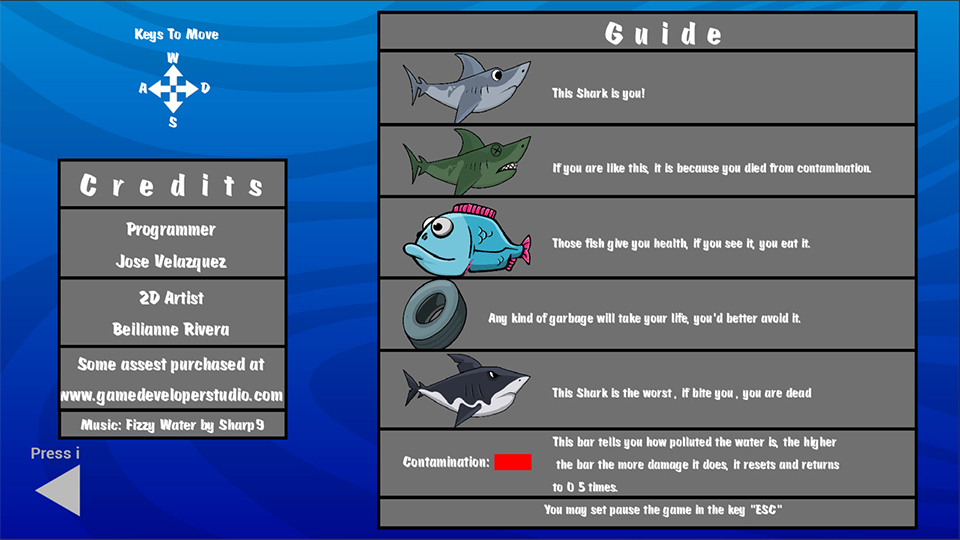 Keys To Move
W
A D
S
Credits
Programmer
Jose Velazquez
2D Artist
Beilianne Rivera
Some assest purchased at
www.gamedeveloperstudio.com
Music: Fizzy Water by Sharp9
Press i
Guide
This Shark is you!
If you are like this, it is because you died from contamination.
Those fish give you health, if you see it, you eat it.
Any kind of garbage will take your life, you'd better avoid it.
This Shark is the worst , if bite you , you are dead
Contamination:
This bar tells you how polluted the water is, the higher
the bar the more damage it does, it resets and returns
to 0 5 times.
You may set pause the game in the key "ESC"